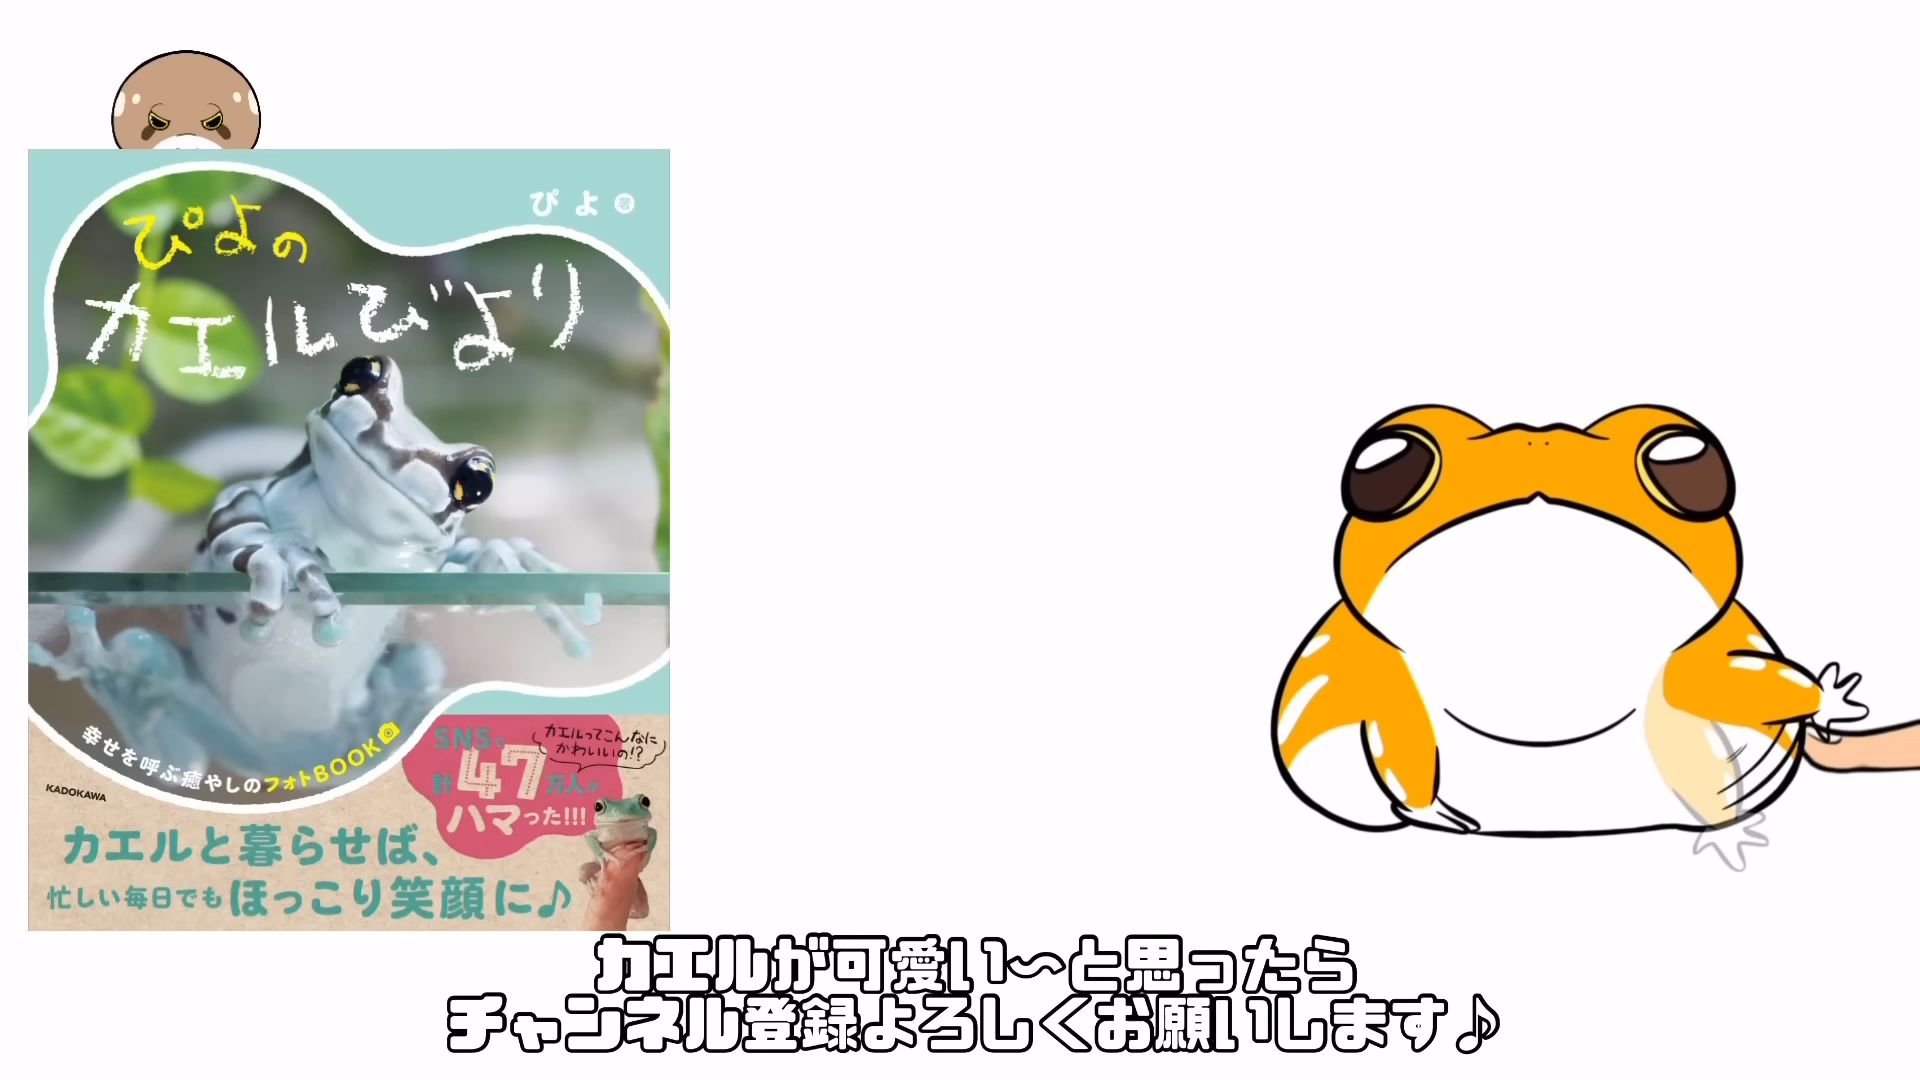 ぴよ 著
ぴよの
カエルびより
幸せを呼ぶ癒やしのフォトBOOK
KADOKAWA
SNSで
計47万人が
ハマった!!!
カエルってこんなに
かわいいの!?
カエルと暮らせば、
忙しい毎日でもほっこり笑顔に♪
カエルが可愛い〜と思ったら
チャンネル登録よろしくお願いします♪